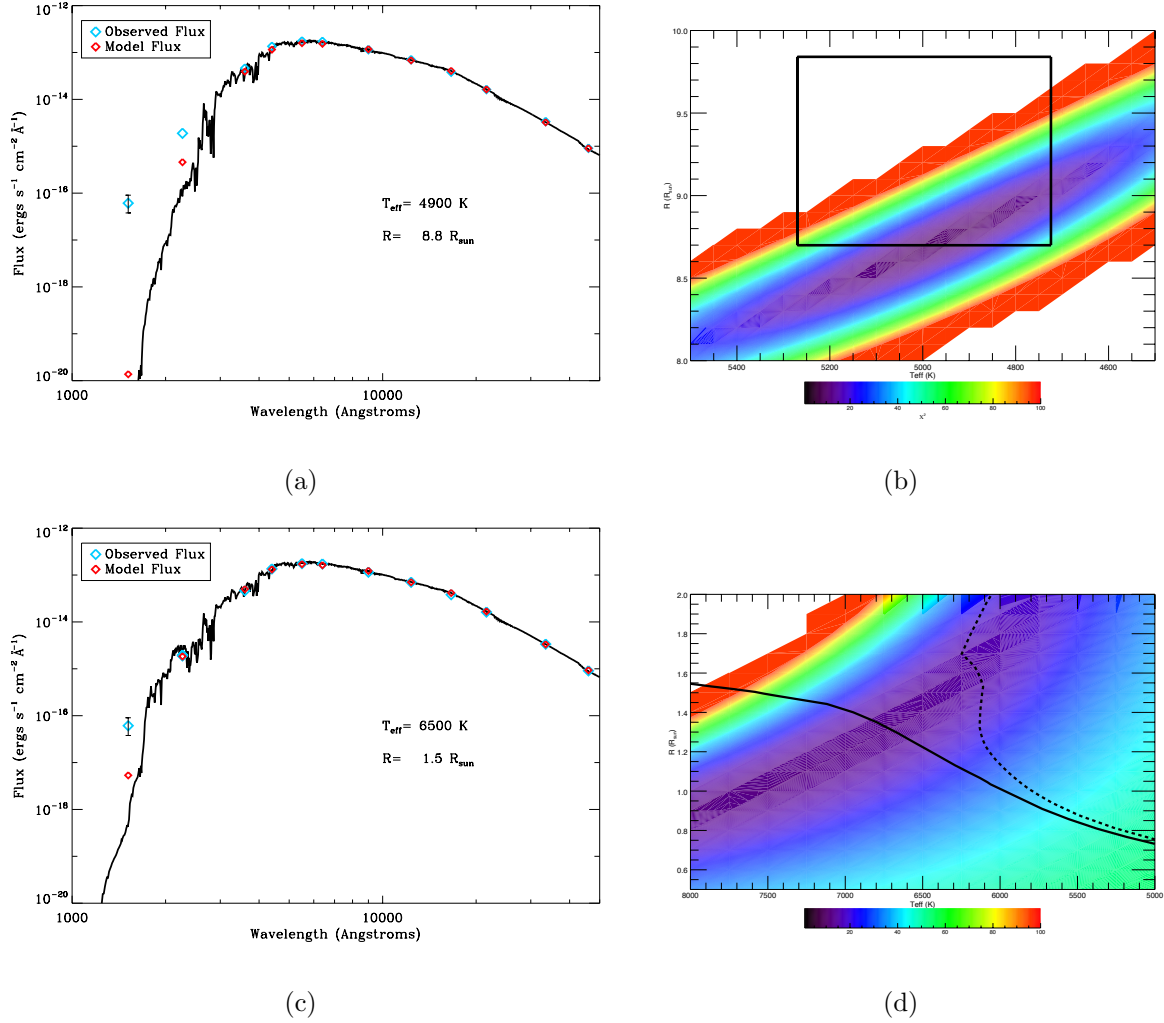 Observed Flux
Model Flux
Flux (ergs s⁻¹ cm⁻² Å⁻¹)
10⁻¹²
10⁻¹⁴
10⁻¹⁶
10⁻¹⁸
10⁻²⁰
T_eff= 4900 K
R= 8.8 R_sun
1000 10000
Wavelength (Angstroms)
(a)
R (R_sun)
10.0
9.5
9.0
8.5
8.0
5400 5200 5000 4800 4600
Teff (K)
20 40 60 80 100
X²
(b)
Observed Flux
Model Flux
Flux (ergs s⁻¹ cm⁻² Å⁻¹)
10⁻¹²
10⁻¹⁴
10⁻¹⁶
10⁻¹⁸
10⁻²⁰
T_eff= 6500 K
R= 1.5 R_sun
1000 10000
Wavelength (Angstroms)
(c)
R (R_sun)
2.0
1.8
1.6
1.4
1.2
1.0
0.8
0.6
8000 7500 7000 6500 6000 5500 5000
Teff (K)
20 40 60 80 100
(d)